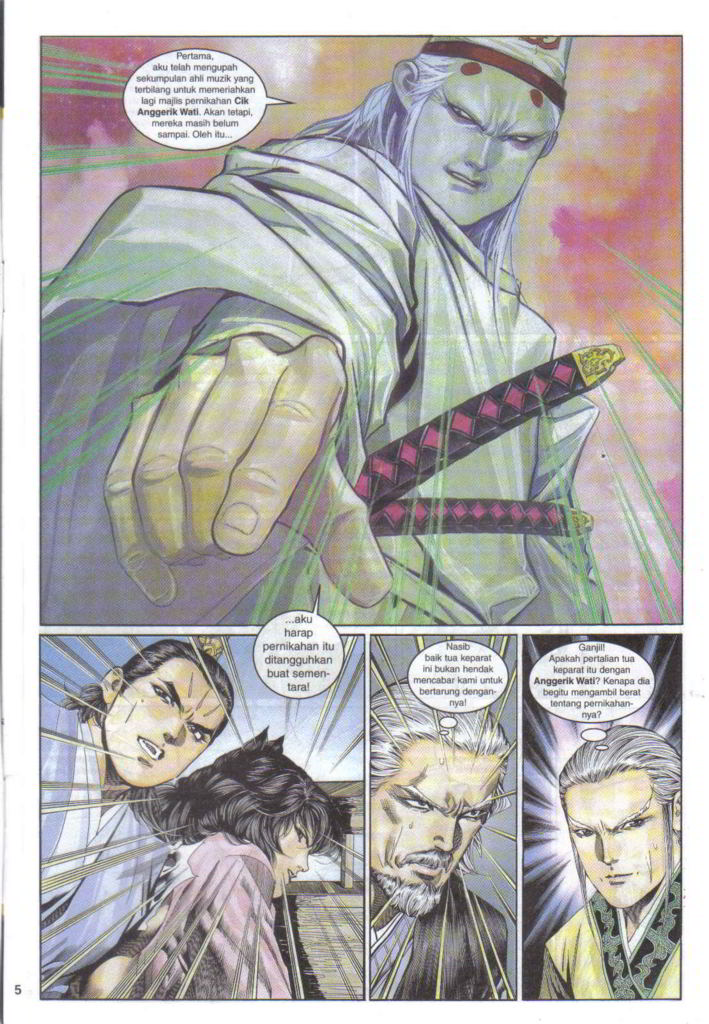 Pertama,
aku telah mengupah
sekumpulan ahli muzik yang
terbilang untuk memeriahkan
lagi majlis pernikahan Cik
Anggerik Wati. Akan tetapi,
mereka masih belum
sampai. Oleh itu...
...aku
harap
pernikahan itu
ditangguhkan
buat semen-
tara!
Nasib
baik tua keparat
ini bukan hendak
mencabar kami untuk
bertarung dengan-
nya!
Ganjil!
Apakah pertalian tua
keparat itu dengan
Anggerik Wati? Kenapa dia
begitu mengambil berat
tentang pernikahan-
nya?
5